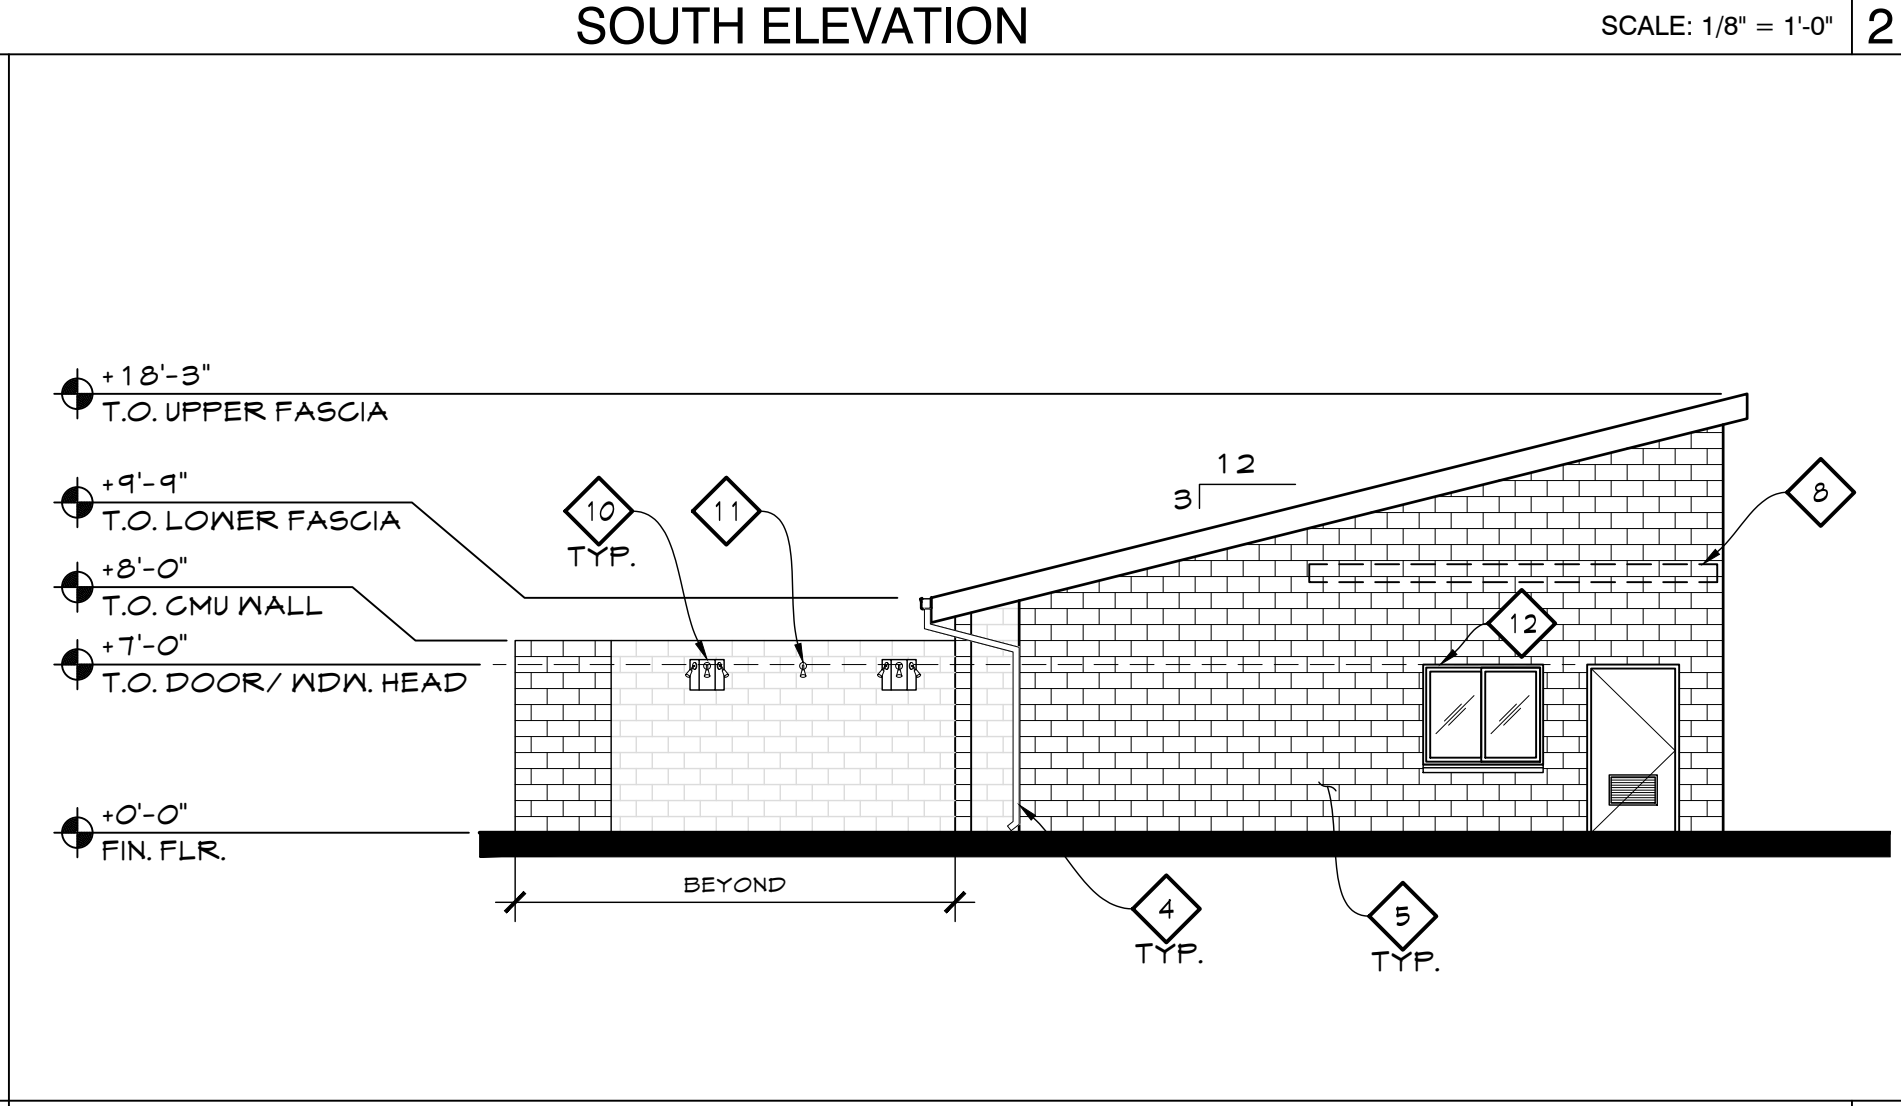 SOUTH ELEVATION
SCALE: 1/8" = 1'-0"
2
+18'-3"
T.O. UPPER FASCIA
+9'-9"
T.O. LOWER FASCIA
+8'-0"
T.O. CMU WALL
+7'-0"
T.O. DOOR/ WDW. HEAD
+0'-0"
FIN. FLR.
10
TYP.
11
12
3
8
12
BEYOND
4
TYP.
5
TYP.